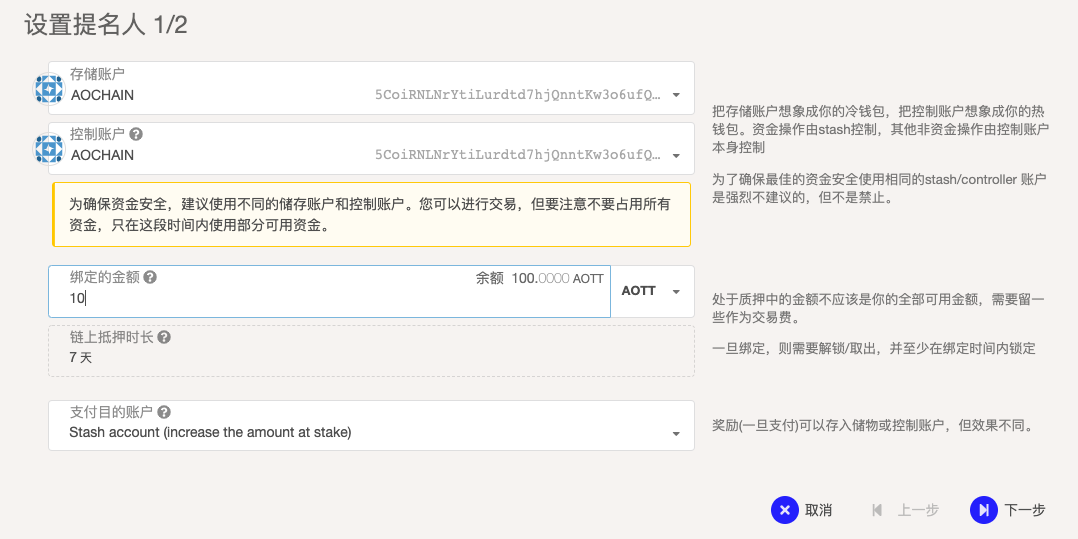 设置提名人 1/2
存储账户
AOCHAIN 5CoiRNLNrYtiLurdtd7hjQnntKw3o6ufQ…
控制账户
AOCHAIN 5CoiRNLNrYtiLurdtd7hjQnntKw3o6ufQ…
把存储账户想象成你的冷钱包，把控制账户想象成你的热
钱包。资金操作由stash控制，其他非资金操作由控制账户
本身控制
为了确保最佳的资金安全使用相同的stash/controller 账户
是强烈不建议的，但不是禁止。
为确保资金安全，建议使用不同的储存账户和控制账户。您可以进行交易，但要注意不要占用所有
资金，只在这段时间内使用部分可用资金。
绑定的金额 余额 100.0000 AOTT
10 AOTT
链上抵押时长
7 天
处于质押中的金额不应该是你的全部可用金额，需要留一
些作为交易费。
一旦绑定，则需要解锁/取出，并至少在绑定时间内锁定
支付目的账户
Stash account (increase the amount at stake)
奖励(一旦支付)可以存入储物或控制账户，但效果不同。
取消 上一步 下一步